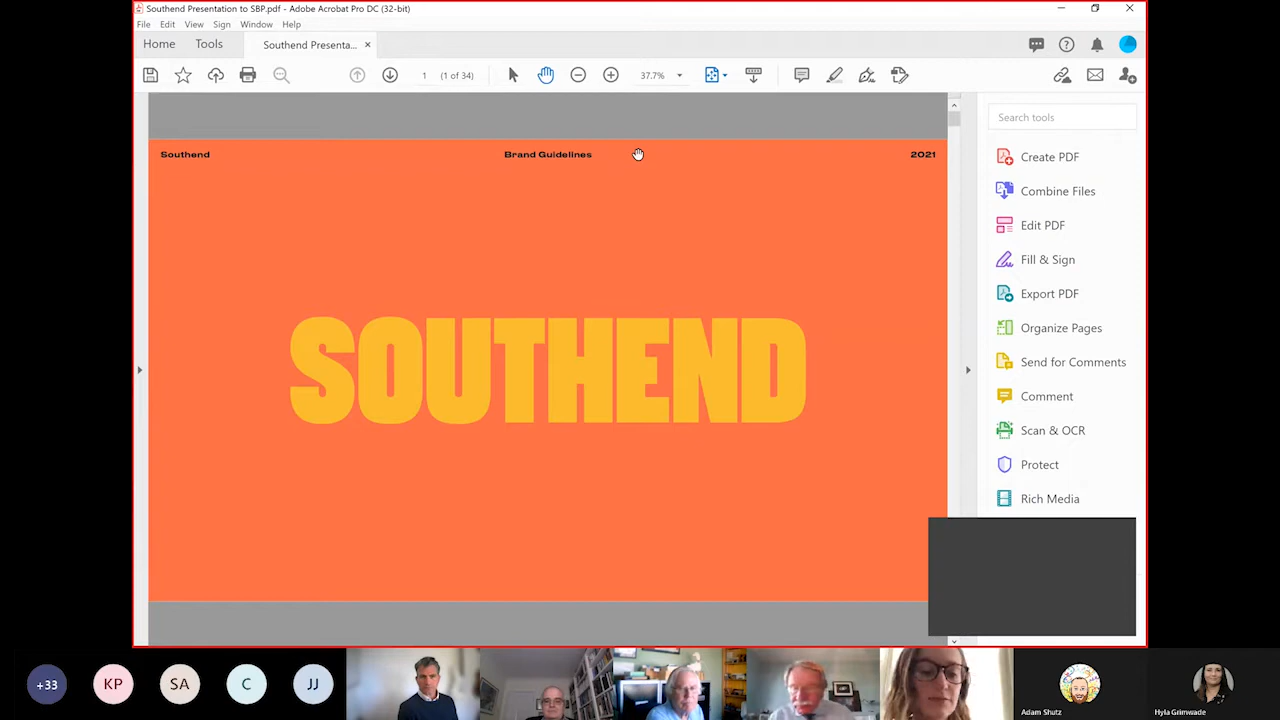 Southend Presentation to SBP.pdf - Adobe Acrobat Pro DC (32-bit)
File Edit View Sign Window Help
Home Tools Southend Presenta... ×
1 (1 of 34) 37.7%
Search tools
Southend Brand Guidelines 2021
SOUTHEND
Create PDF
Combine Files
Edit PDF
Fill & Sign
Export PDF
Organize Pages
Send for Comments
Comment
Scan & OCR
Protect
Rich Media
+33 KP SA C JJ
Adam Shutz Hyla Grimwade